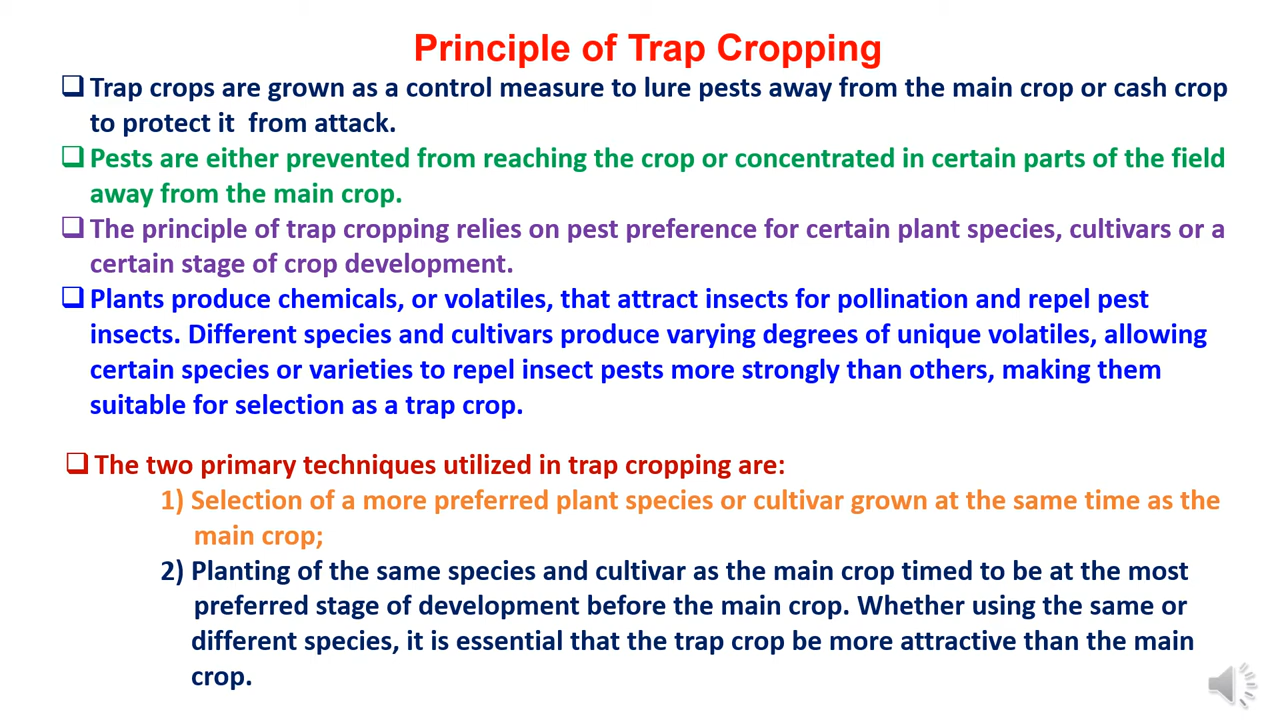 Principle of Trap Cropping
❑ Trap crops are grown as a control measure to lure pests away from the main crop or cash crop
to protect it from attack.
❑ Pests are either prevented from reaching the crop or concentrated in certain parts of the field
away from the main crop.
❑ The principle of trap cropping relies on pest preference for certain plant species, cultivars or a
certain stage of crop development.
❑ Plants produce chemicals, or volatiles, that attract insects for pollination and repel pest
insects. Different species and cultivars produce varying degrees of unique volatiles, allowing
certain species or varieties to repel insect pests more strongly than others, making them
suitable for selection as a trap crop.
❑ The two primary techniques utilized in trap cropping are:
1) Selection of a more preferred plant species or cultivar grown at the same time as the
main crop;
2) Planting of the same species and cultivar as the main crop timed to be at the most
preferred stage of development before the main crop. Whether using the same or
different species, it is essential that the trap crop be more attractive than the main
crop.